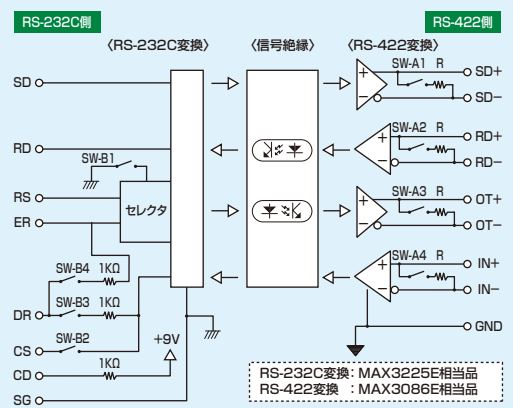 RS-232C側
RS-422側
〈RS-232C変換〉 〈信号絶縁〉 〈RS-422変換〉
SD
SW-A1 R
SD+
SD−
RD
SW-A2 R
RD+
RD−
SW-B1
RS
セレクタ
SW-A3 R
OT+
OT−
ER
SW-A4 R
IN+
IN−
SW-B4 1KΩ
SW-B3 1KΩ
DR
GND
SW-B2
+9V
CS
1KΩ
CD
SG
RS-232C変換：MAX3225E相当品
RS-422変換 ：MAX3086E相当品